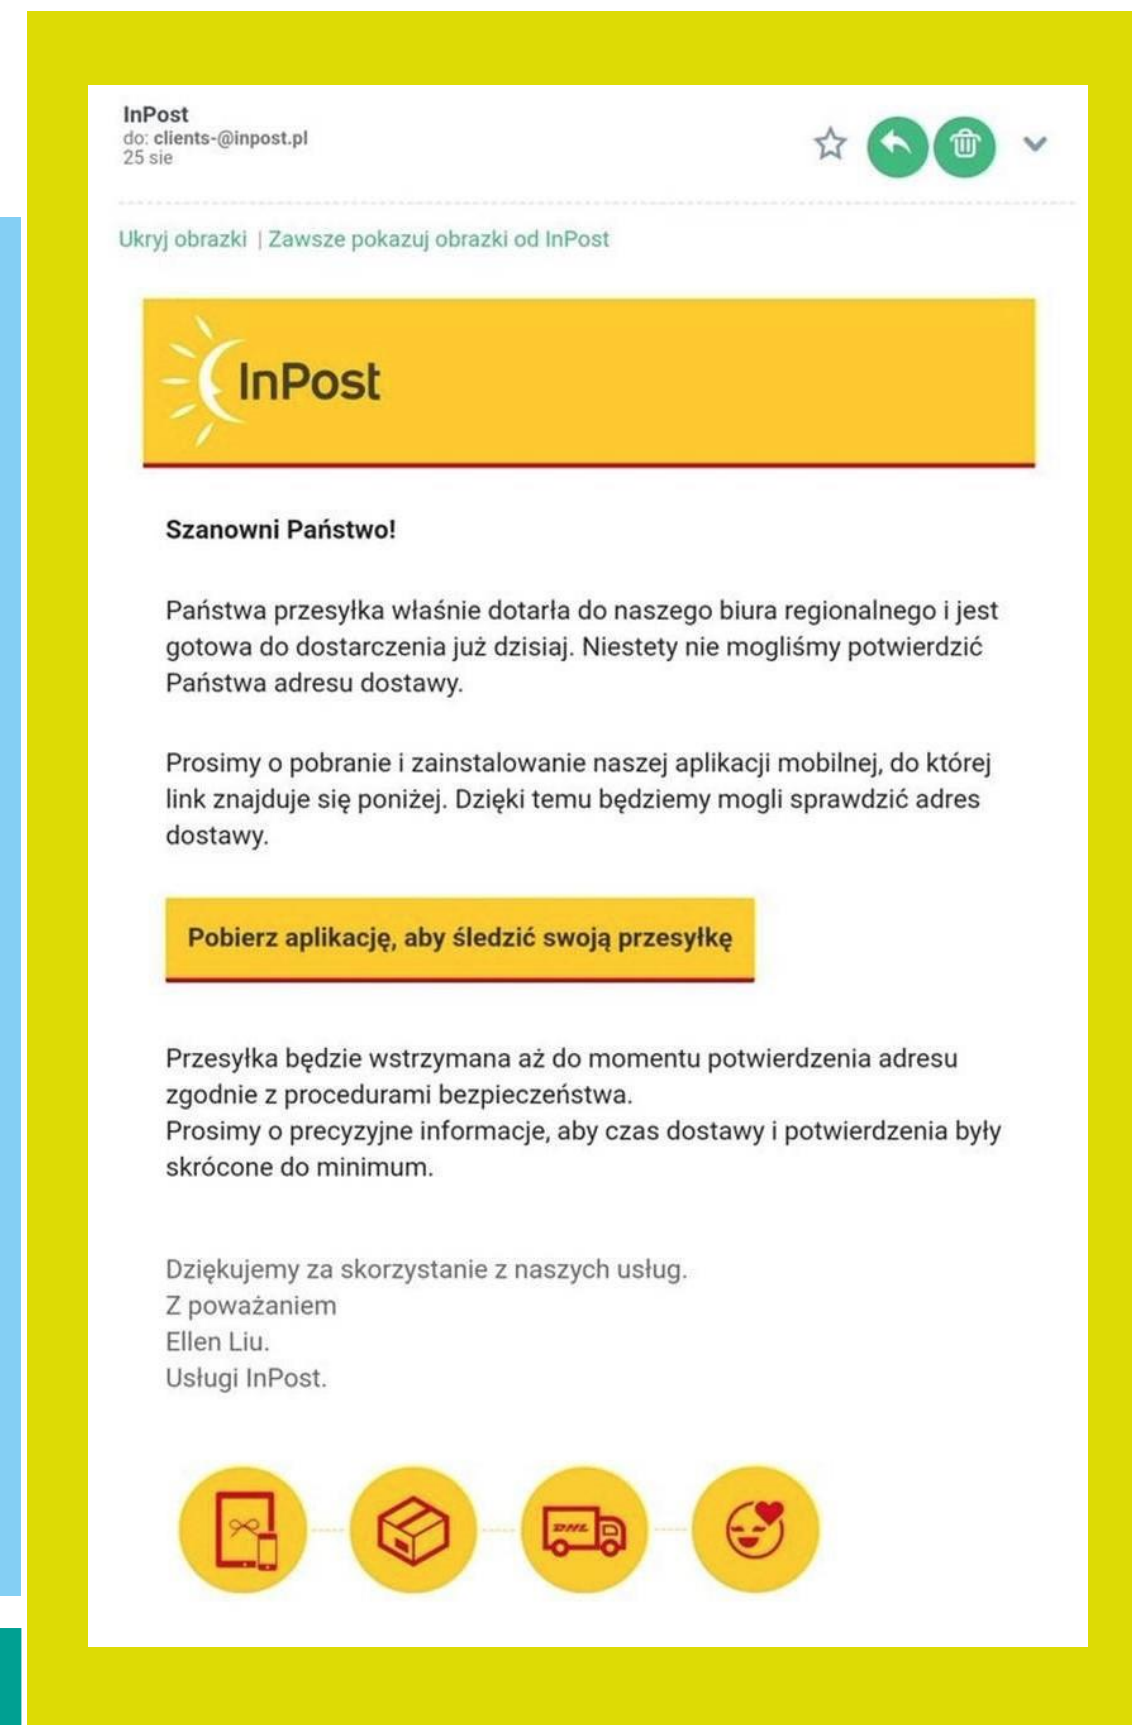 InPost
do: clients-@inpost.pl
25 sie
Ukryj obrazki | Zawsze pokazuj obrazki od InPost
InPost
Szanowni Państwo!
Państwa przesyłka właśnie dotarła do naszego biura regionalnego i jest
gotowa do dostarczenia już dzisiaj. Niestety nie mogliśmy potwierdzić
Państwa adresu dostawy.
Prosimy o pobranie i zainstalowanie naszej aplikacji mobilnej, do której
link znajduje się poniżej. Dzięki temu będziemy mogli sprawdzić adres
dostawy.
Pobierz aplikację, aby śledzić swoją przesyłkę
Przesyłka będzie wstrzymana aż do momentu potwierdzenia adresu
zgodnie z procedurami bezpieczeństwa.
Prosimy o precyzyjne informacje, aby czas dostawy i potwierdzenia były
skrócone do minimum.
Dziękujemy za skorzystanie z naszych usług.
Z poważaniem
Ellen Liu.
Usługi InPost.
DHL